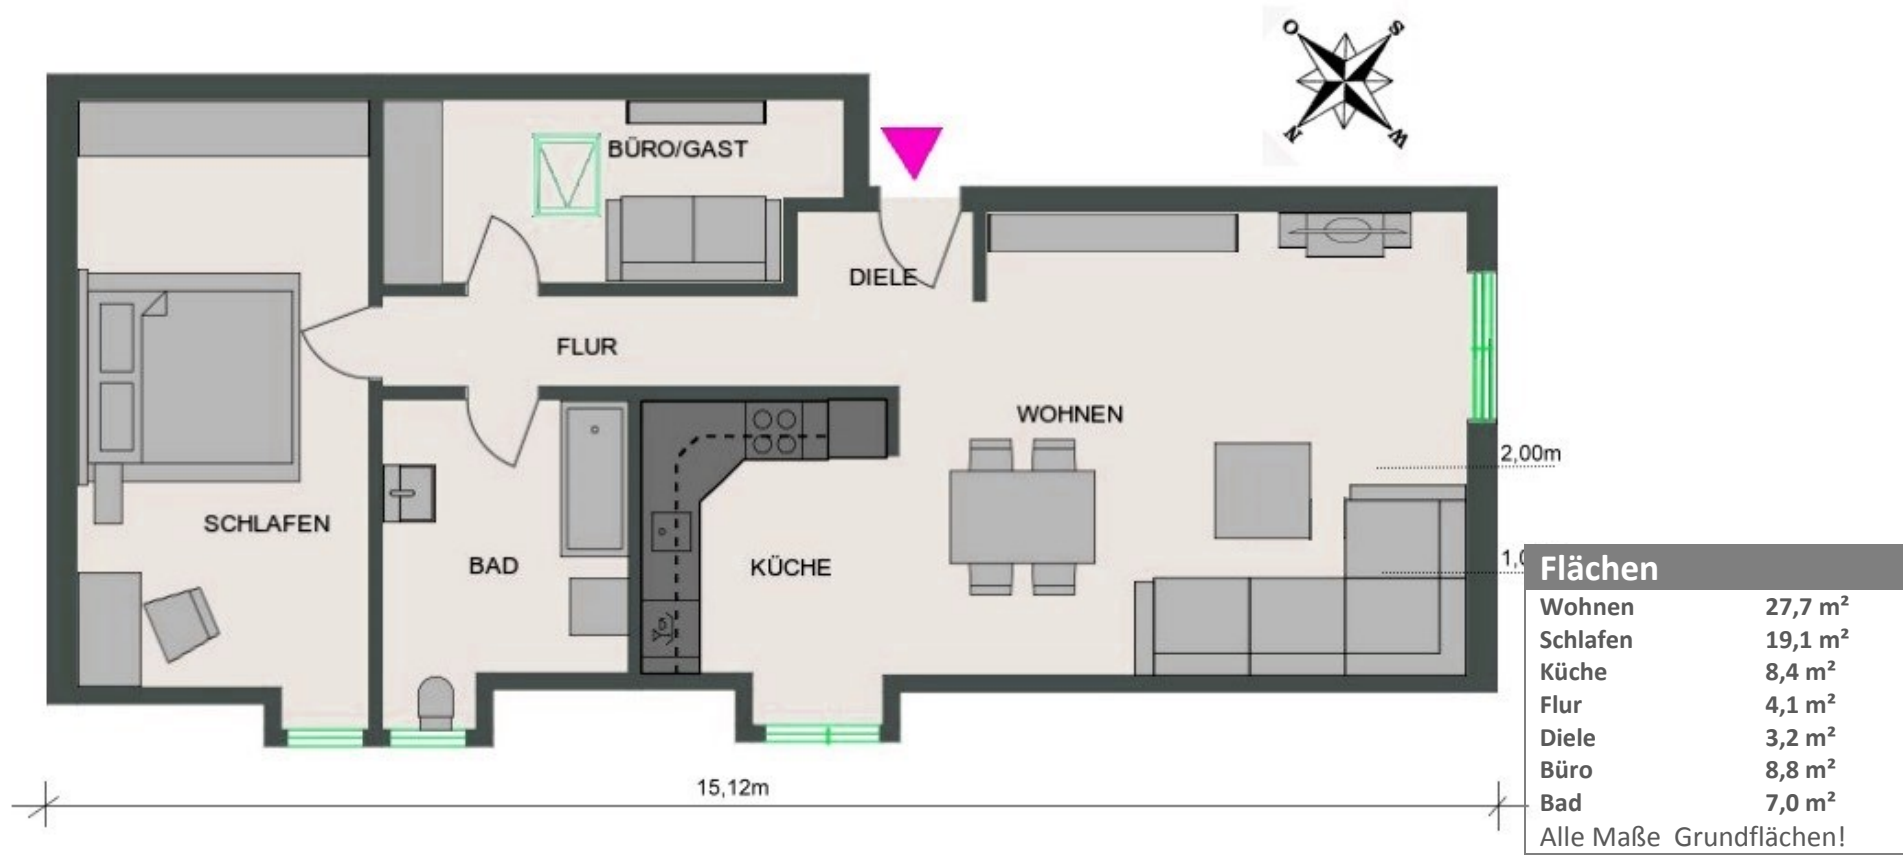 O
S
N
W
BÜRO/GAST
DIELE
FLUR
WOHNEN
2,00m
SCHLAFEN
BAD
KÜCHE
1,0
15,12m
Flächen
Wohnen 27,7 m²
Schlafen 19,1 m²
Küche 8,4 m²
Flur 4,1 m²
Diele 3,2 m²
Büro 8,8 m²
Bad 7,0 m²
Alle Maße Grundflächen!